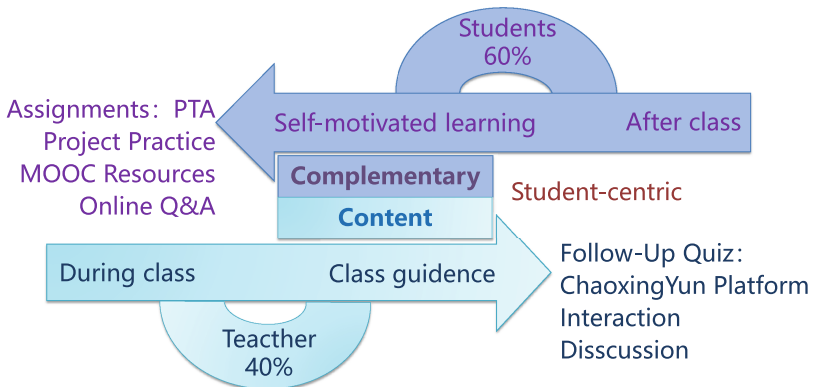 Students
60%
Assignments: PTA
Project Practice
MOOC Resources
Online Q&A
Self-motivated learning
After class
Complementary
Content
Student-centric
During class
Class guidence
Follow-Up Quiz:
ChaoxingYun Platform
Interaction
Disscussion
Teacther
40%